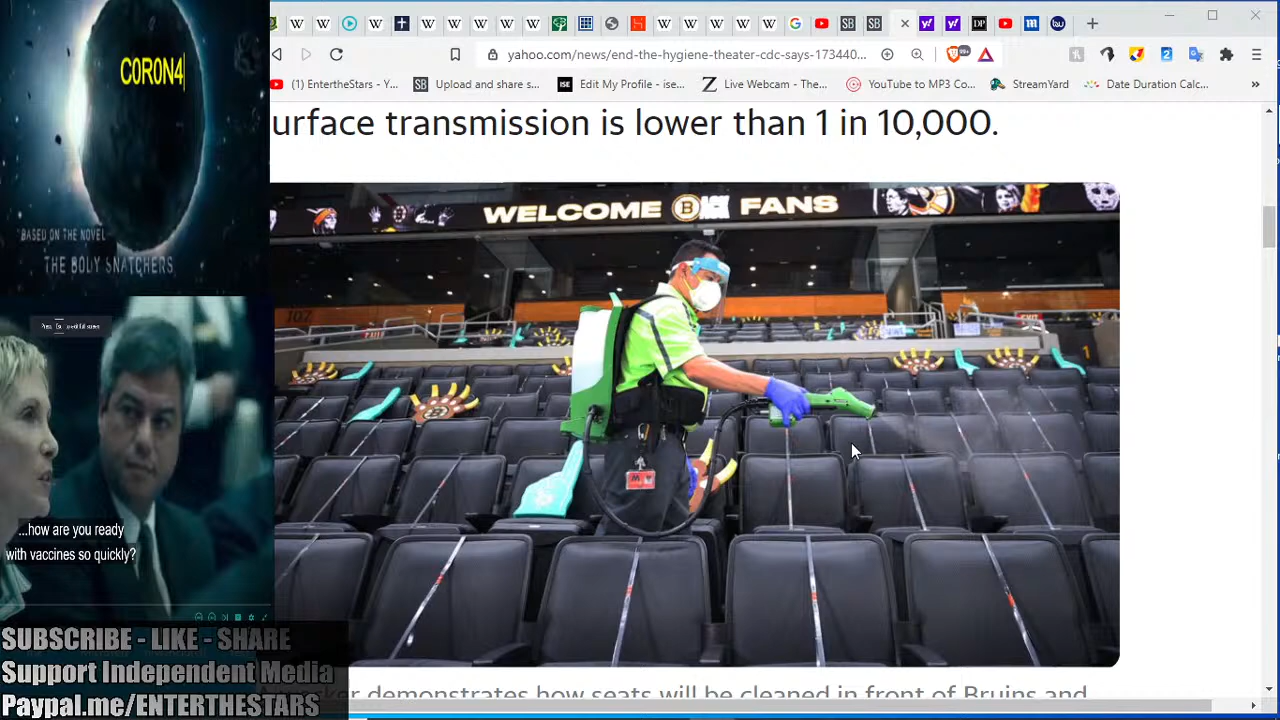 CORON4
"BASED ON THE NOVEL
THE BODY SNATCHERS
...how are you ready
with vaccines so quickly?
SUBSCRIBE - LIKE - SHARE
Support Independent Media
Paypal.me/ENTERTHESTARS
yahoo.com/news/end-the-hygiene-theater-cdc-says-173440...
(1) EntertheStars - Y...
Upload and share s...
Edit My Profile - ise...
Live Webcam - The...
YouTube to MP3 Co...
StreamYard
Date Duration Calc...
urface transmission is lower than 1 in 10,000.
WELCOME B BACK FANS
rker demonstrates how seats will be cleaned in front of Bruins and